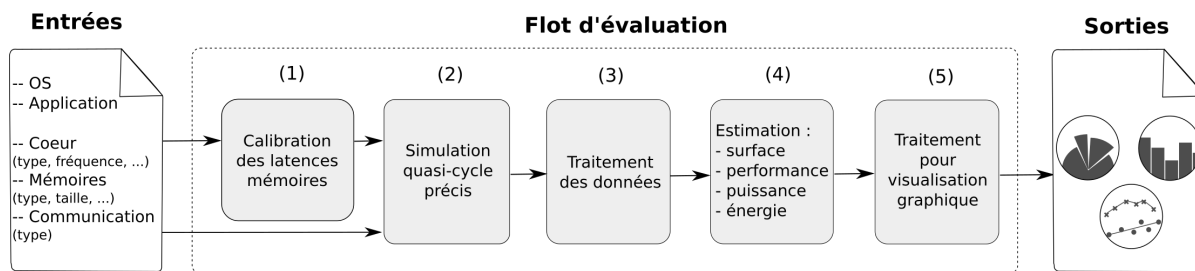 Entrées
-- OS
-- Application
-- Coeur
(type, fréquence, ...)
-- Mémoires
(type, taille, ...)
-- Communication
(type)
Flot d'évaluation
(1)
Calibration
des latences
mémoires
(2)
Simulation
quasi-cycle
précis
(3)
Traitement
des données
(4)
Estimation :
- surface
- performance
- puissance
- énergie
(5)
Traitement
pour
visualisation
graphique
Sorties